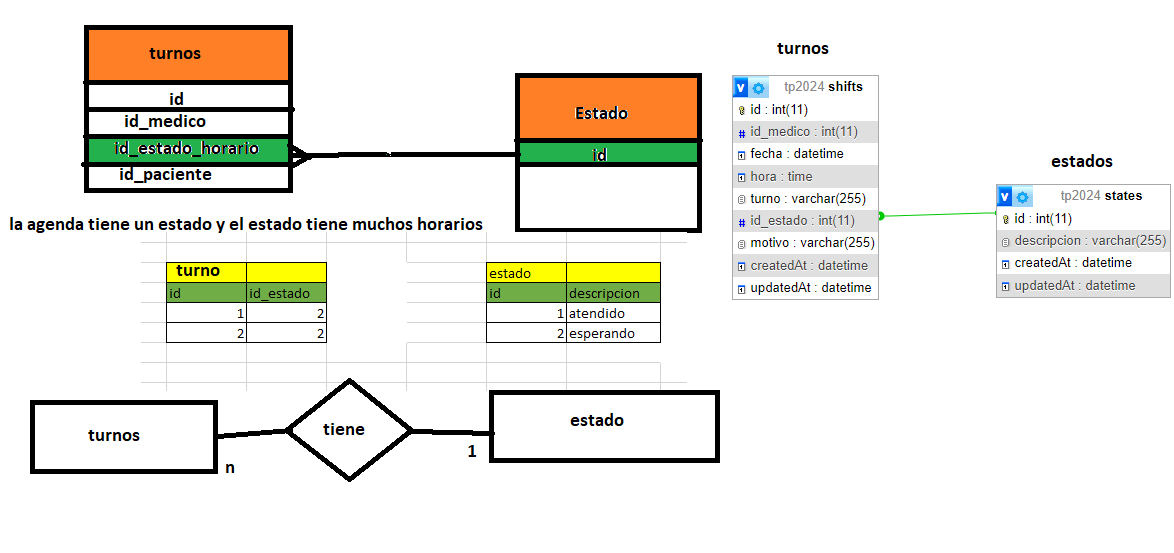 turnos
id
id_medico
id_estado_horario
id_paciente
Estado
id
la agenda tiene un estado y el estado tiene muchos horarios
turno
id id_estado
1 2
2 2
estado
id descripcion
1 atendido
2 esperando
turnos
n
tiene
1
estado
turnos
v tp2024 shifts
id : int(11)
# id_medico : int(11)
fecha : datetime
hora : time
turno : varchar(255)
# id_estado : int(11)
motivo : varchar(255)
createdAt : datetime
updatedAt : datetime
estados
v tp2024 states
id : int(11)
descripcion : varchar(255)
createdAt : datetime
updatedAt : datetime